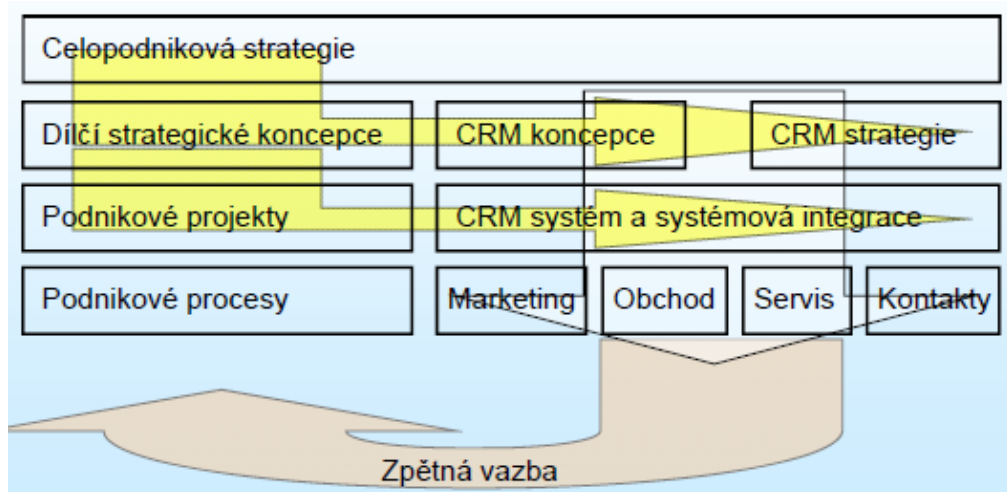 Celopodniková strategie
Dílčí strategické koncepce CRM koncepce CRM strategie
Podnikové projekty CRM systém a systémová integrace
Podnikové procesy Marketing Obchod Servis Kontakty
Zpětná vazba